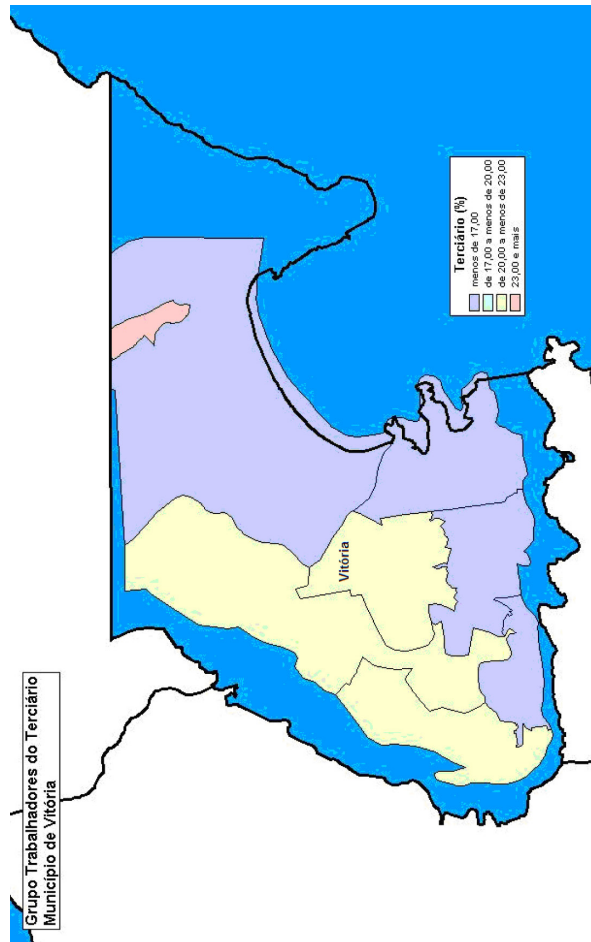 Grupo Trabalhadores do Terciário
Município de Vitória
Vitória
Terciário (%)
menos de 17,00
de 17,00 a menos de 20,00
de 20,00 a menos de 23,00
23,00 e mais